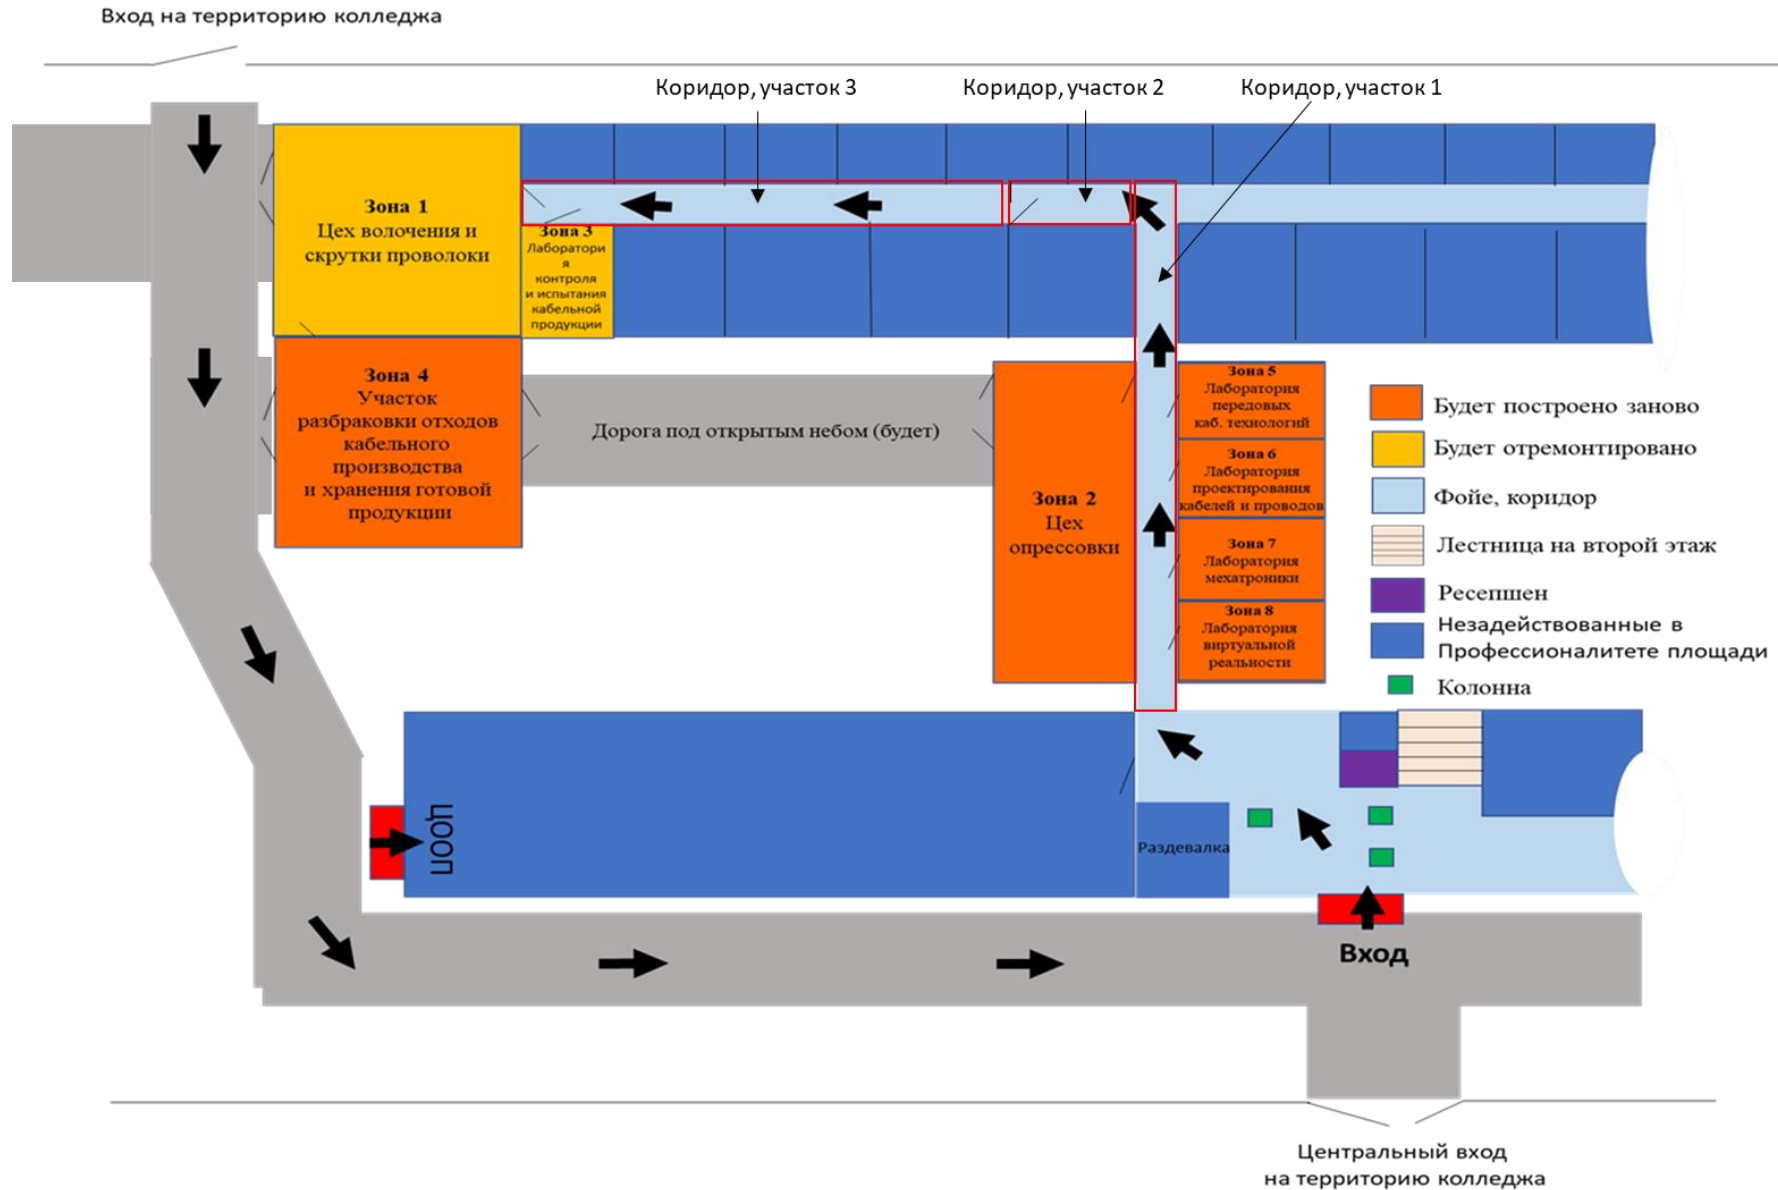 Вход на территорию колледжа
Коридор, участок 3
Коридор, участок 2
Коридор, участок 1
Зона 1
Цех волочения и
скрутки проволоки
Зона 3
Лаборатори
я
контроля
и испытания
кабельной
продукции
Зона 4
Участок
разбраковки отходов
кабельного
производства
и хранения готовой
продукции
Дорога под открытым небом (будет)
Зона 2
Цех
опрессовки
Зона 5
Лаборатория
передовых
каб. технологий
Зона 6
Лаборатория
проектирования
кабелей и проводов
Зона 7
Лаборатория
мехатроники
Зона 8
Лаборатория
виртуальной
реальности
Будет построено заново
Будет отремонтировано
Фойе, коридор
Лестница на второй этаж
Ресепшен
Незадействованные в
Профессионалитете площади
Колонна
ЦООП
Раздевалка
Вход
Центральный вход
на территорию колледжа